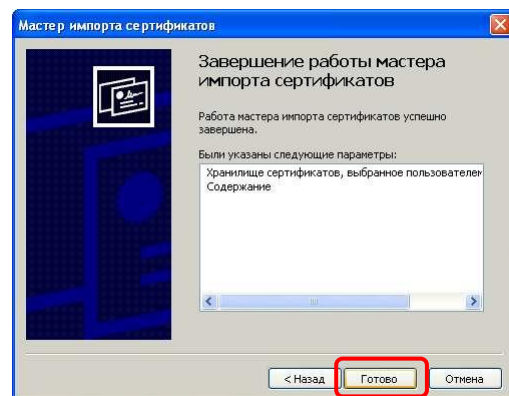 Мастер импорта сертификатов
Завершение работы мастера
импорта сертификатов
Работа мастера импорта сертификатов успешно
завершена.
Были указаны следующие параметры:
Хранилище сертификатов, выбранное пользователем
Содержание
< Назад
Готово
Отмена